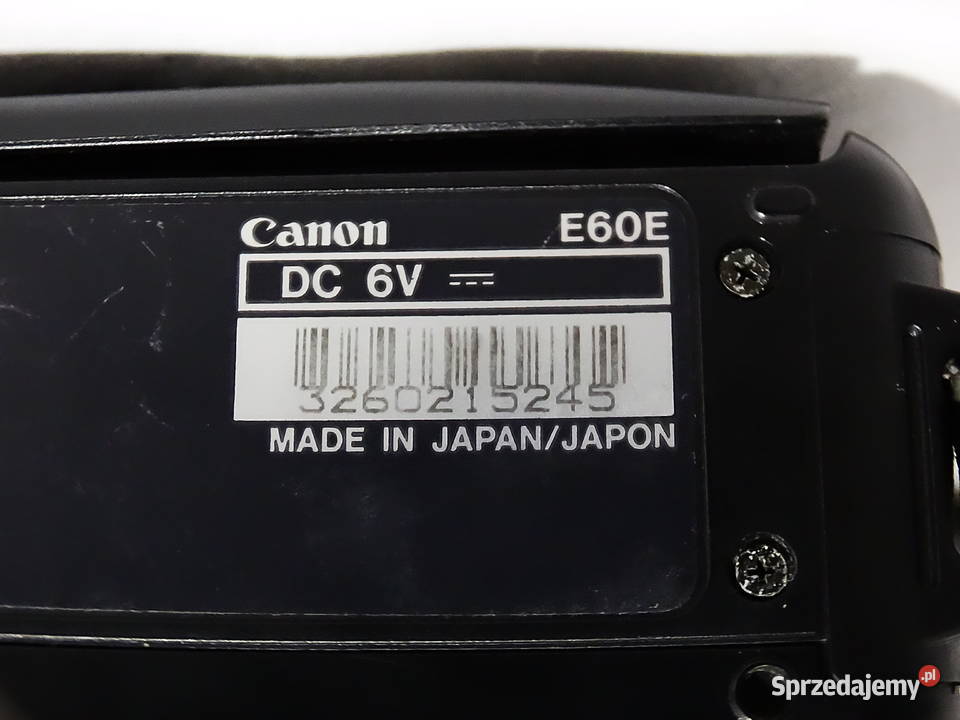 Canon E60E
DC 6V ⎓
3260215245
MADE IN JAPAN/JAPON
Sprzedajemy.pl